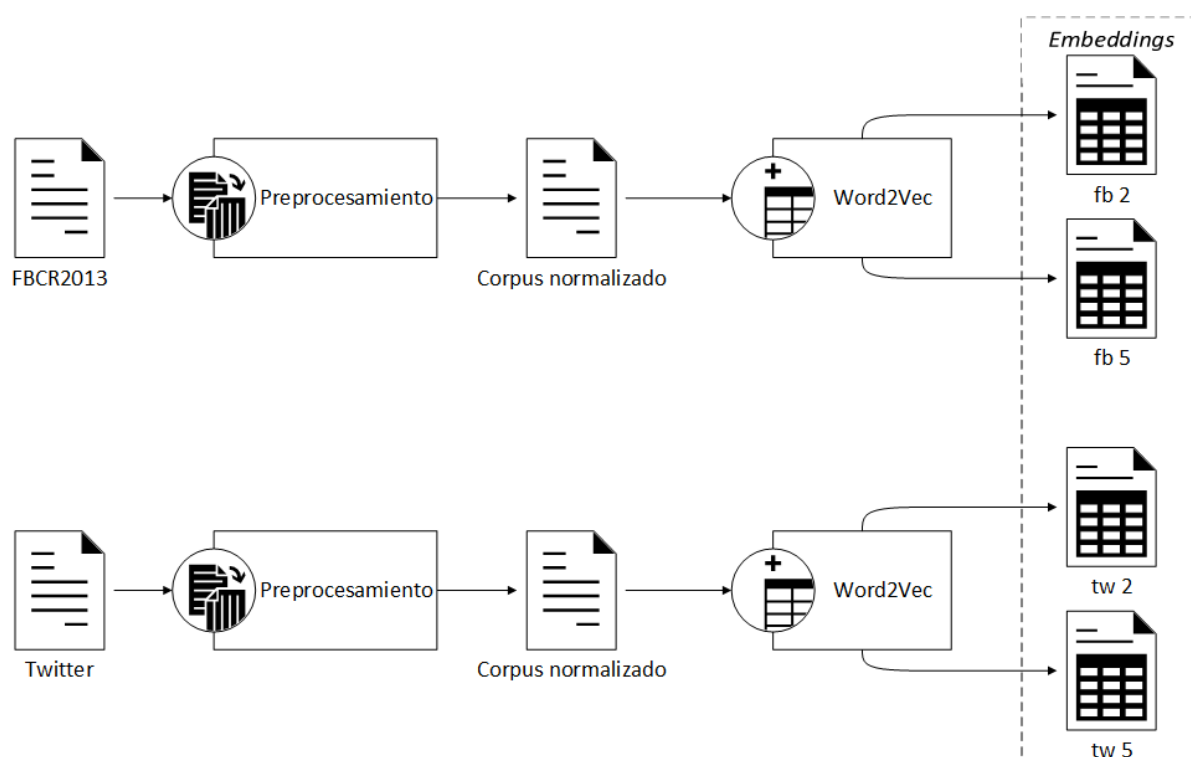 Embeddings
Preprocesamiento
Word2Vec
fb 2
FBCR2013
Corpus normalizado
fb 5
Preprocesamiento
Word2Vec
tw 2
Twitter
Corpus normalizado
tw 5